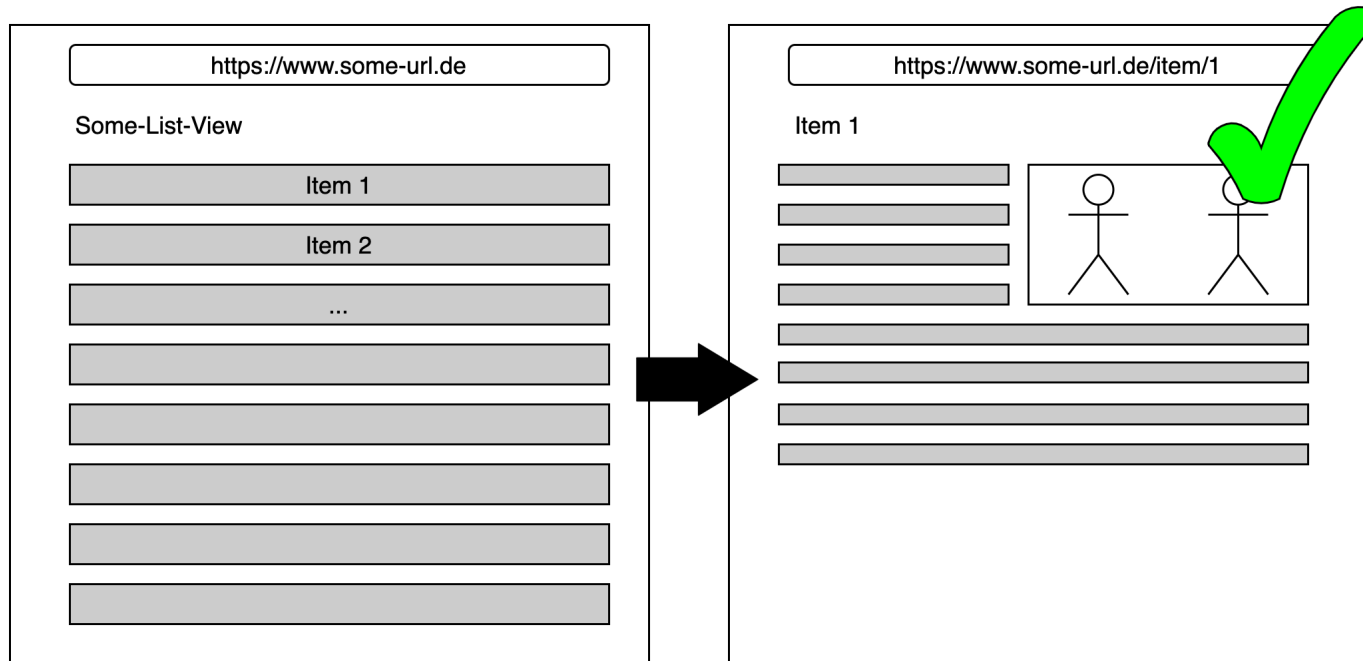 https://www.some-url.de
Some-List-View
Item 1
Item 2
...
https://www.some-url.de/item/1
Item 1